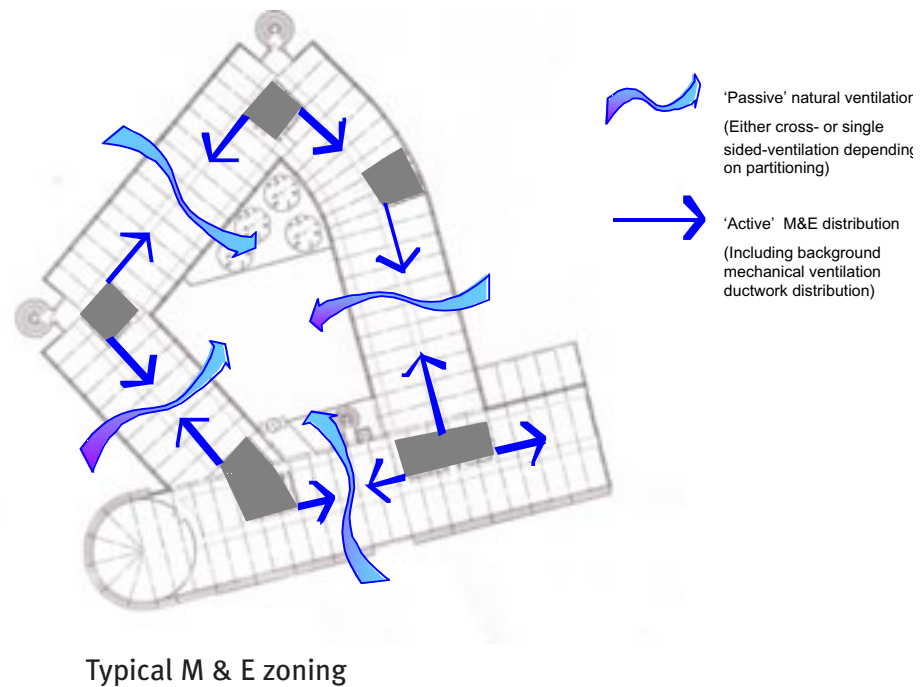 'Passive' natural ventilation
(Either cross- or single
sided-ventilation depending
on partitioning)
'Active' M&E distribution
(Including background
mechanical ventilation
ductwork distribution)
Typical M & E zoning